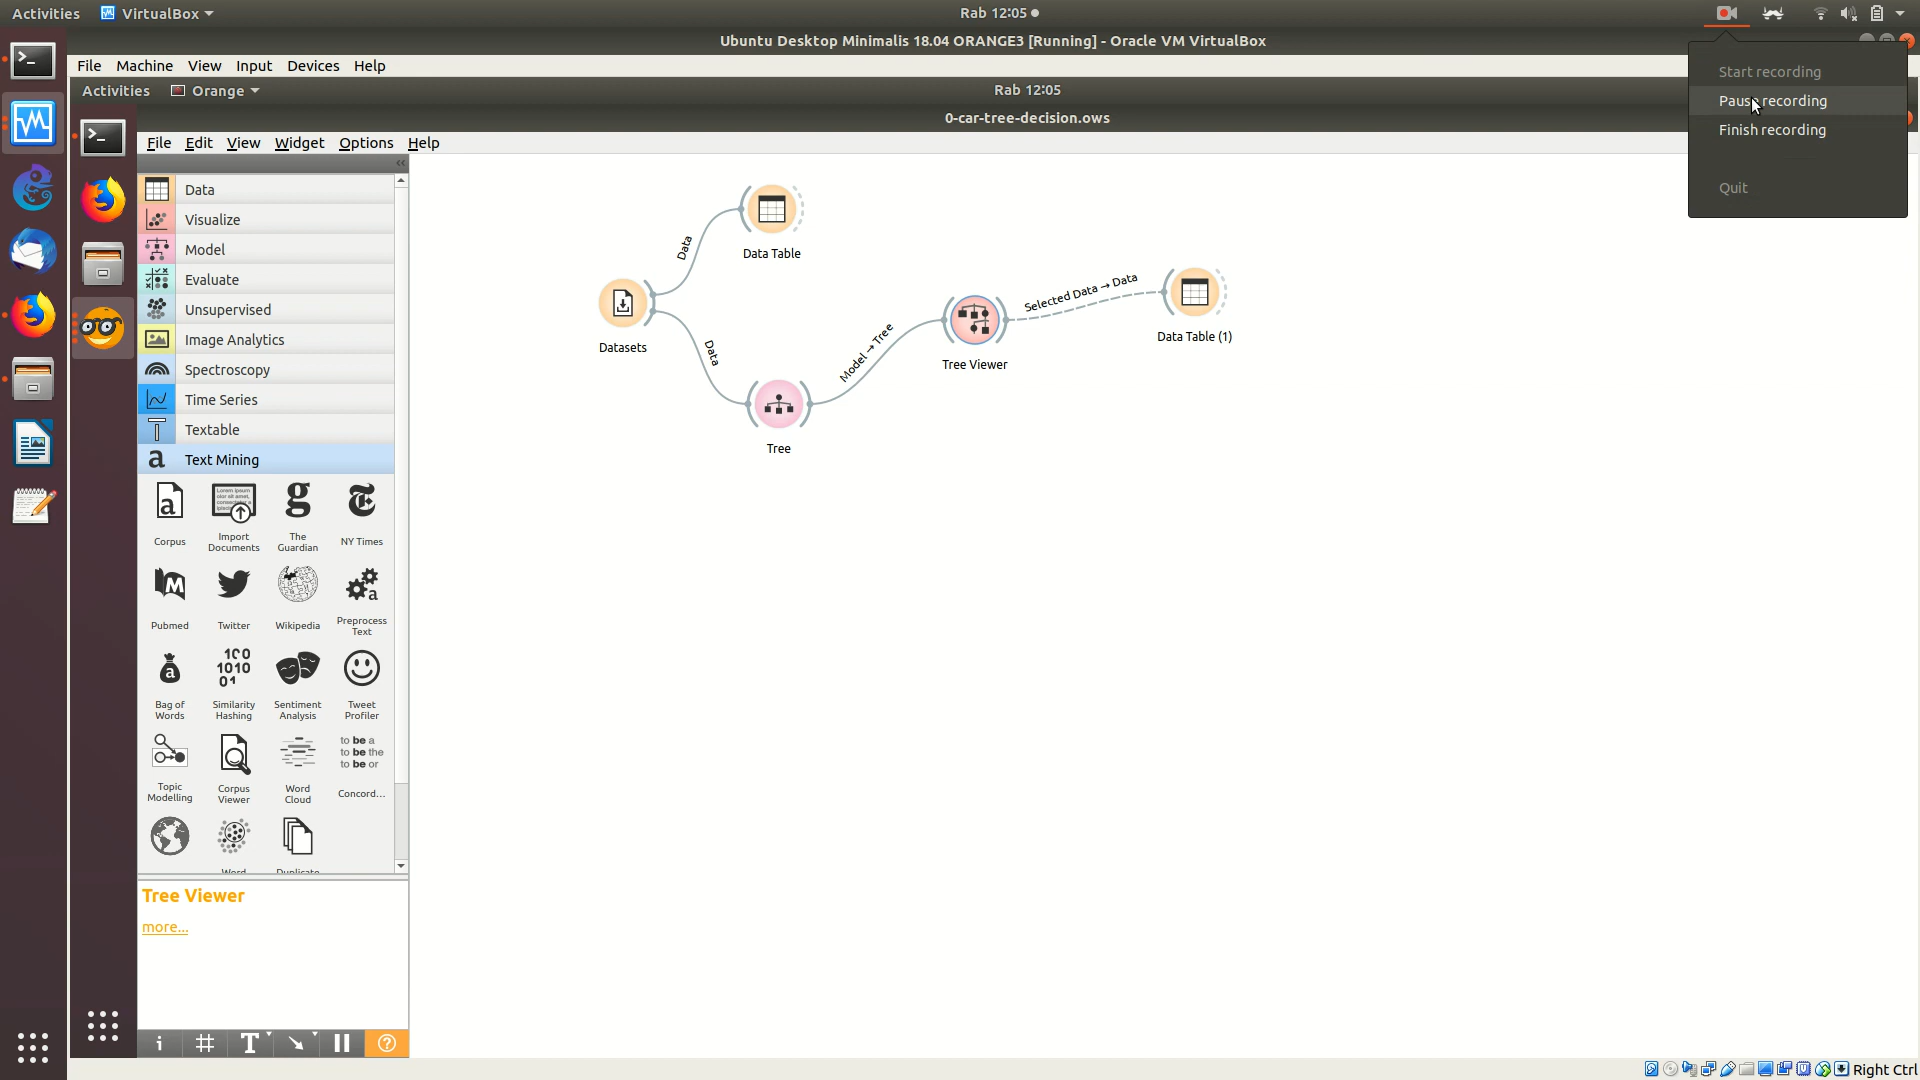 Activities VirtualBox Rab 12:05
Ubuntu Desktop Minimalis 18.04 ORANGE3 [Running] - Oracle VM VirtualBox
File Machine View Input Devices Help
Start recording
Pause recording
Finish recording
Quit
Activities Orange Rab 12:05
0-car-tree-decision.ows
File Edit View Widget Options Help
Data
Visualize
Model
Evaluate
Unsupervised
Image Analytics
Spectroscopy
Time Series
Textable
Text Mining
Corpus
Import Documents
The Guardian
NY Times
Pubmed
Twitter
Wikipedia
Preprocess Text
100
1010
01
Bag of Words
Similarity Hashing
Sentiment Analysis
Tweet Profiler
to be a
to be the
to be or
Topic Modelling
Corpus Viewer
Word Cloud
Concord...
Word
Duplicate
Tree Viewer
more...
Data
Data Table
Datasets
Data
Tree
Model → Tree
Tree Viewer
Selected Data → Data
Data Table (1)
Right Ctrl